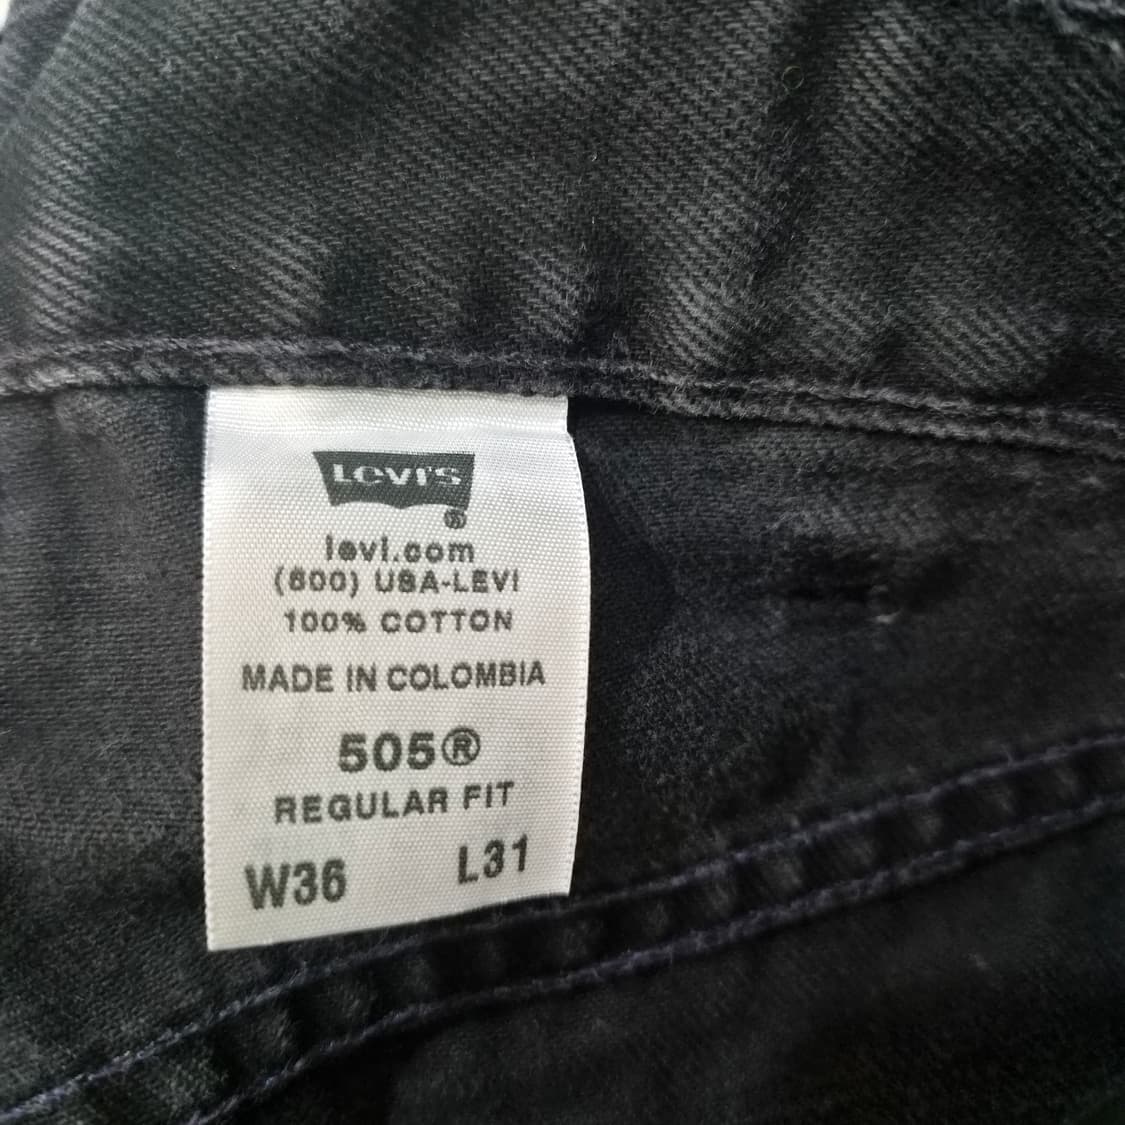 LEVI'S
®
levi.com
(800) USA-LEVI
100% COTTON
MADE IN COLOMBIA
505®
REGULAR FIT
W36 L31